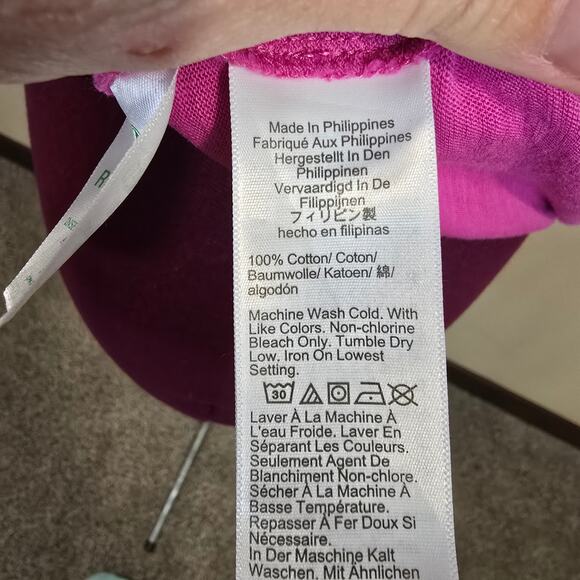 Made In Philippines
Fabriqué Aux Philippines
Hergestellt In Den
Philippinen
Vervaardigd In De
Filippijnen
フィリピン製
hecho en filipinas
100% Cotton/ Coton/
Baumwolle/ Katoen/ 綿/
algodón
Machine Wash Cold. With
Like Colors. Non-chlorine
Bleach Only. Tumble Dry
Low. Iron On Lowest
Setting.
30
Laver À La Machine À
L'eau Froide. Laver En
Séparant Les Couleurs.
Seulement Agent De
Blanchiment Non-chlore.
Sécher À La Machine À
Basse Température.
Repasser À Fer Doux Si
Nécessaire.
In Der Maschine Kalt
Waschen. Mit Ähnlichen
R